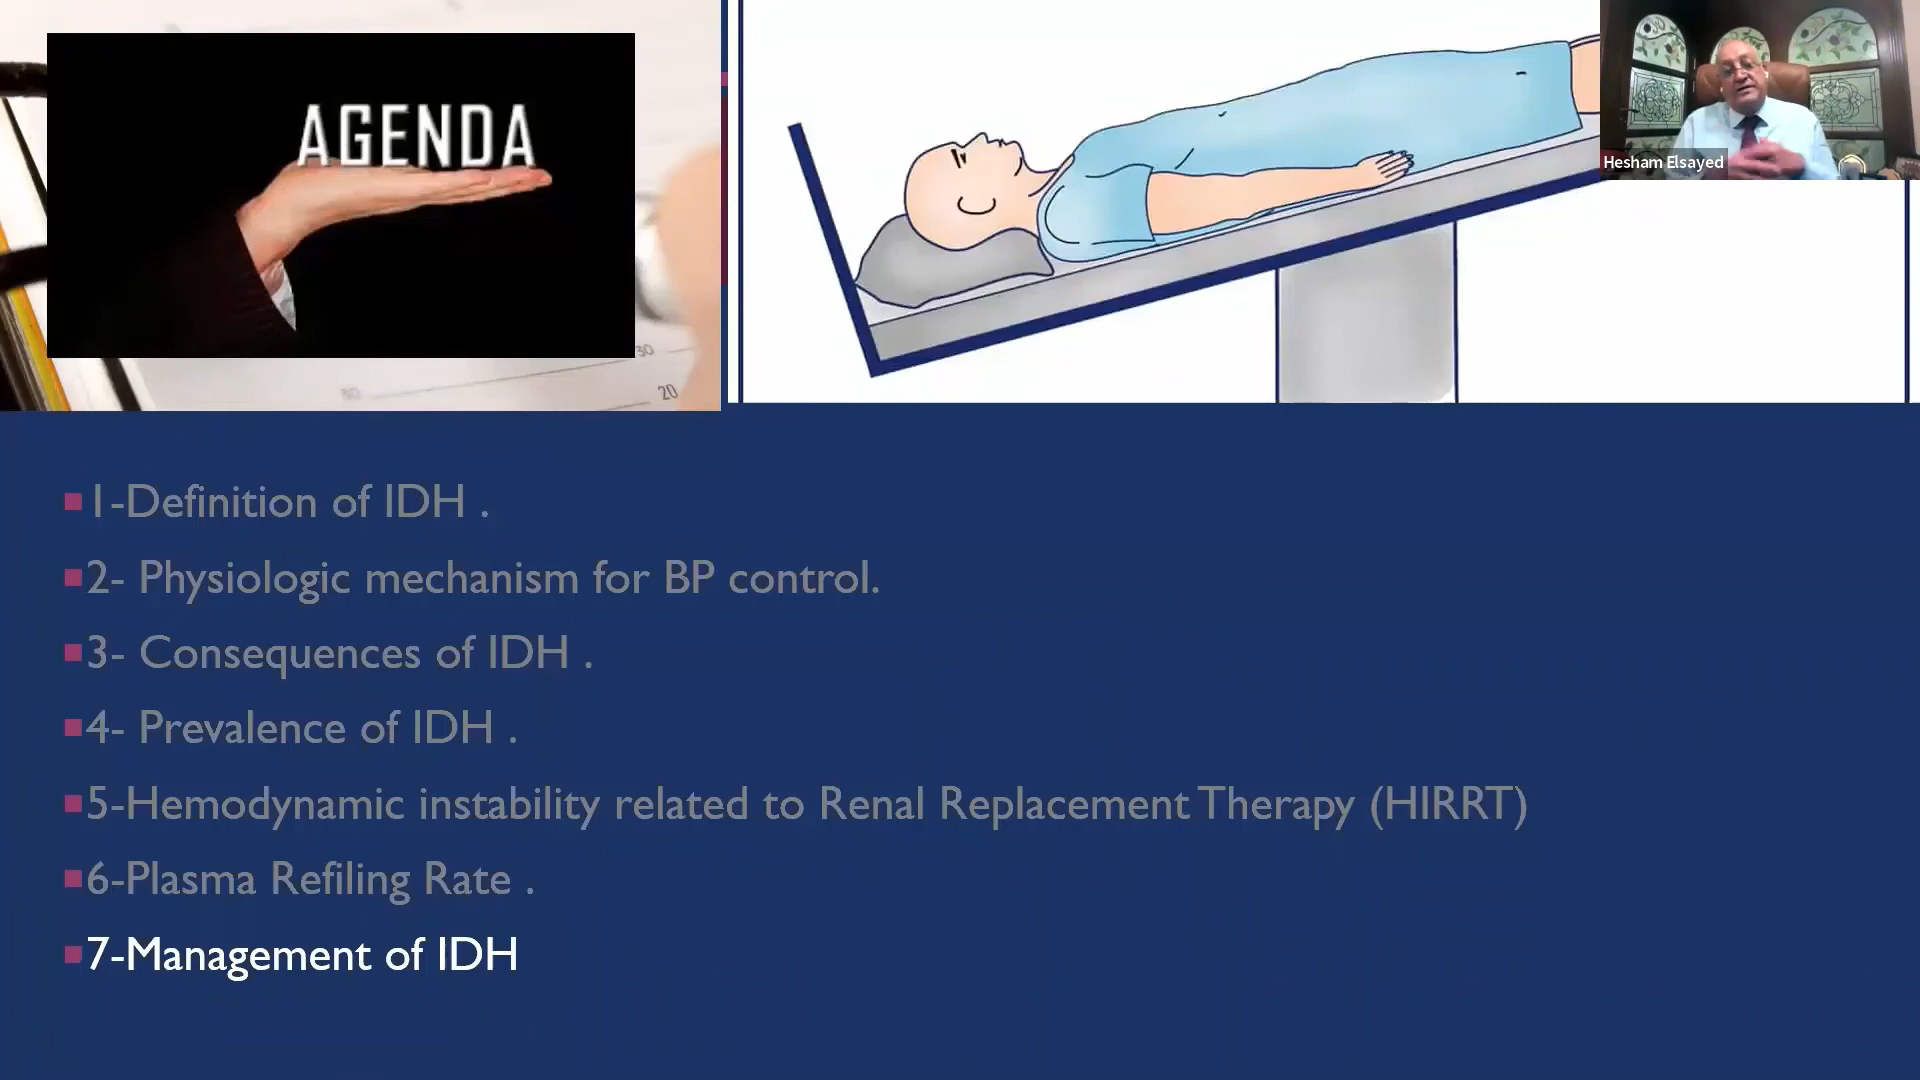 AGENDA
30
20
Hesham Elsayed
1-Definition of IDH .
2- Physiologic mechanism for BP control.
3- Consequences of IDH .
4- Prevalence of IDH .
5-Hemodynamic instability related to Renal Replacement Therapy (HIRRT)
6-Plasma Refiling Rate .
7-Management of IDH